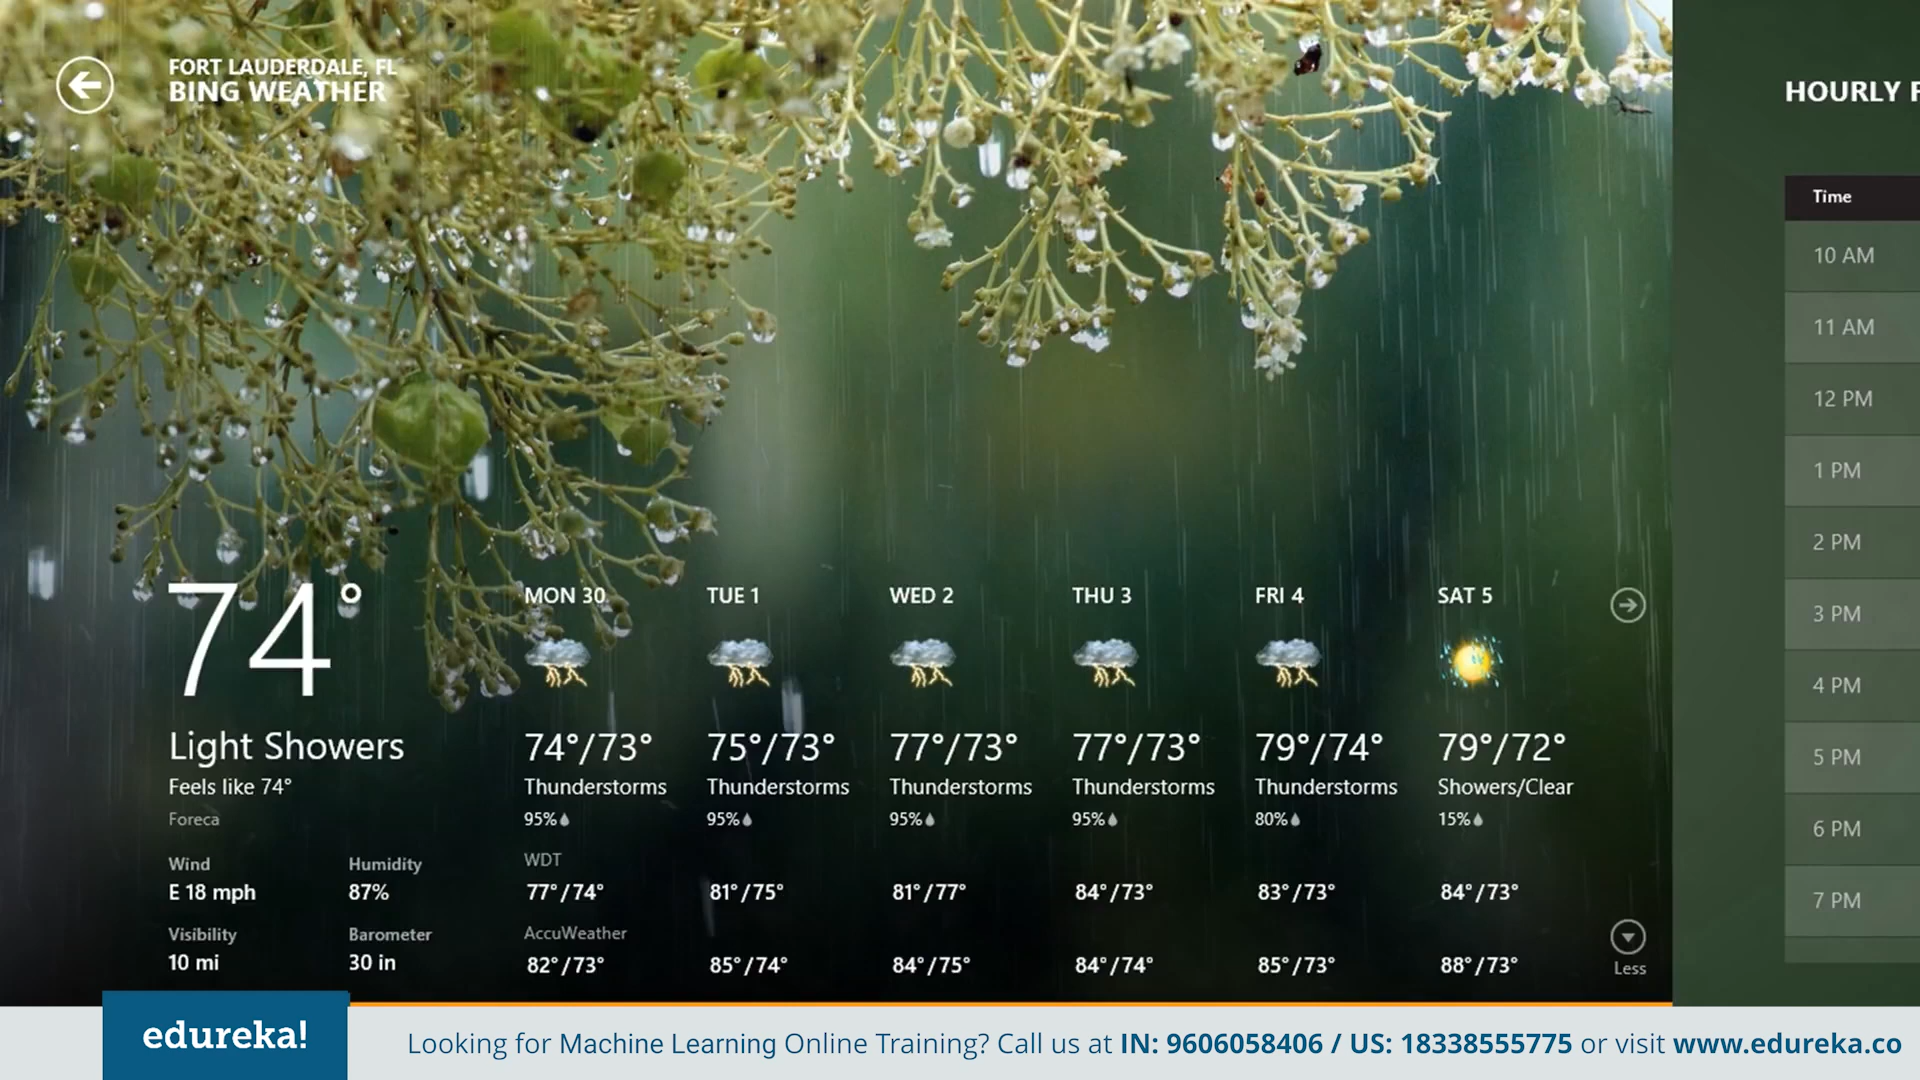 FORT LAUDERDALE, FL
BING WEATHER
74°
Light Showers
Feels like 74°
Foreca
Wind
E 18 mph
Humidity
87%
Visibility
10 mi
Barometer
30 in
MON 30 TUE 1 WED 2 THU 3 FRI 4 SAT 5
74°/73° 75°/73° 77°/73° 77°/73° 79°/74° 79°/72°
Thunderstorms Thunderstorms Thunderstorms Thunderstorms Thunderstorms Showers/Clear
95% 95% 95% 95% 80% 15%
WDT
77°/74° 81°/75° 81°/77° 84°/73° 83°/73° 84°/73°
AccuWeather
82°/73° 85°/74° 84°/75° 84°/74° 85°/73° 88°/73°
Less
HOURLY F
Time
10 AM
11 AM
12 PM
1 PM
2 PM
3 PM
4 PM
5 PM
6 PM
7 PM
edureka!
Looking for Machine Learning Online Training? Call us at IN: 9606058406 / US: 18338555775 or visit www.edureka.co